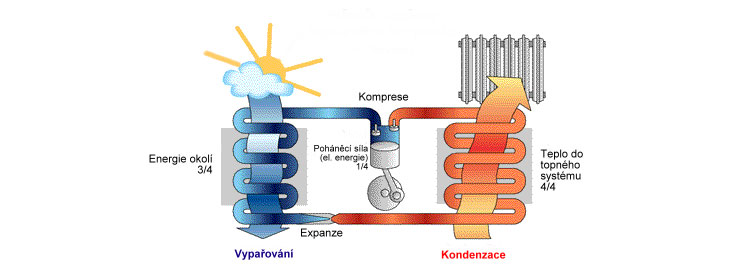 Komprese
Energie okolí
3/4
Poháněcí síla
(el. energie)
1/4
Teplo do
topného
systému
4/4
Expanze
Vypařování
Kondenzace